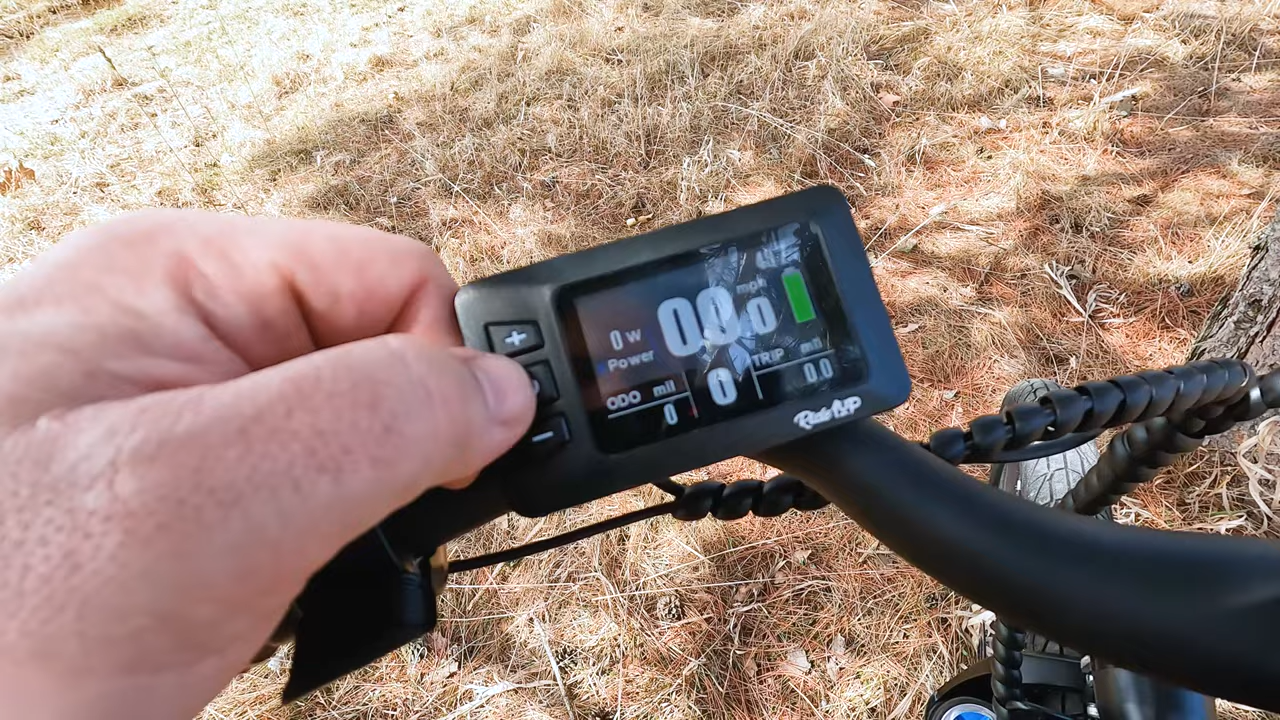 +
mph
00.0
0 W
Power
ODO mil
0
0
TRIP mil
0.0
−
Ride1UP